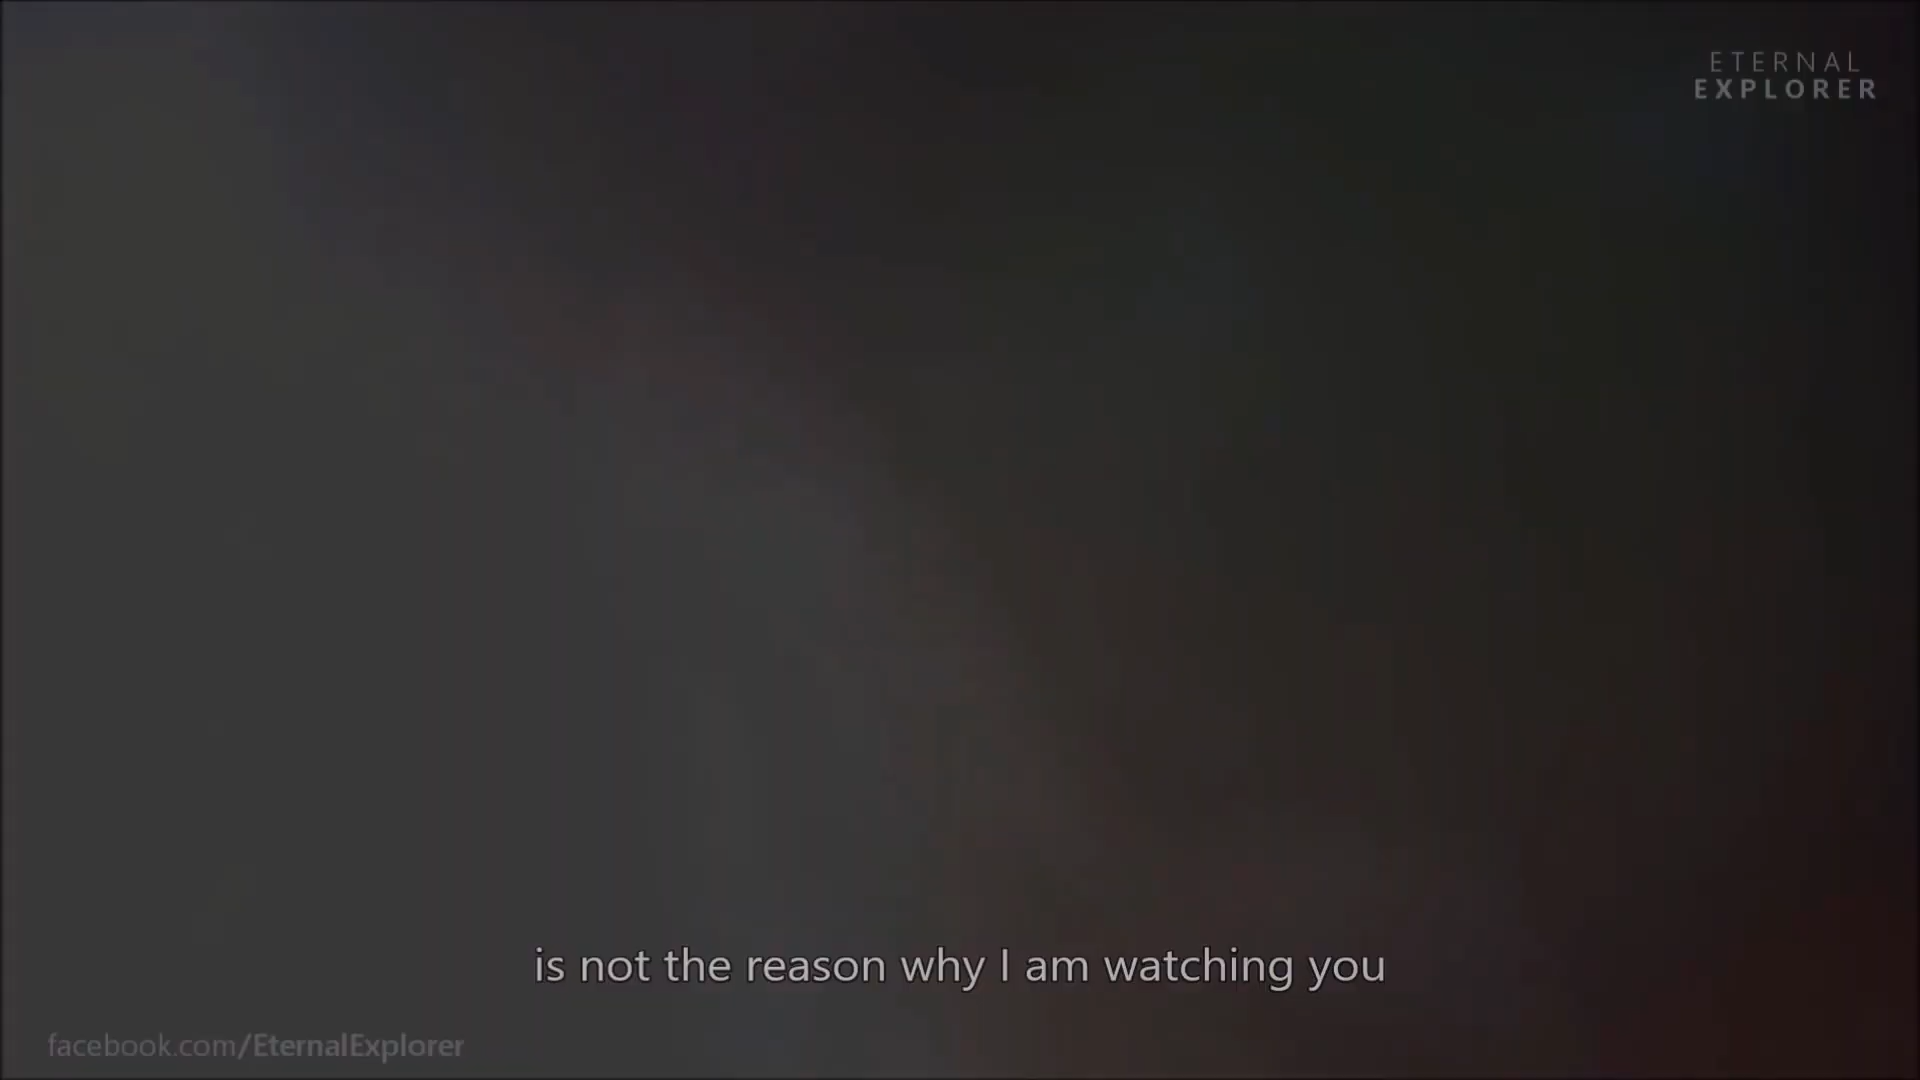 ETERNAL
EXPLORER
is not the reason why I am watching you
facebook.com/EternalExplorer